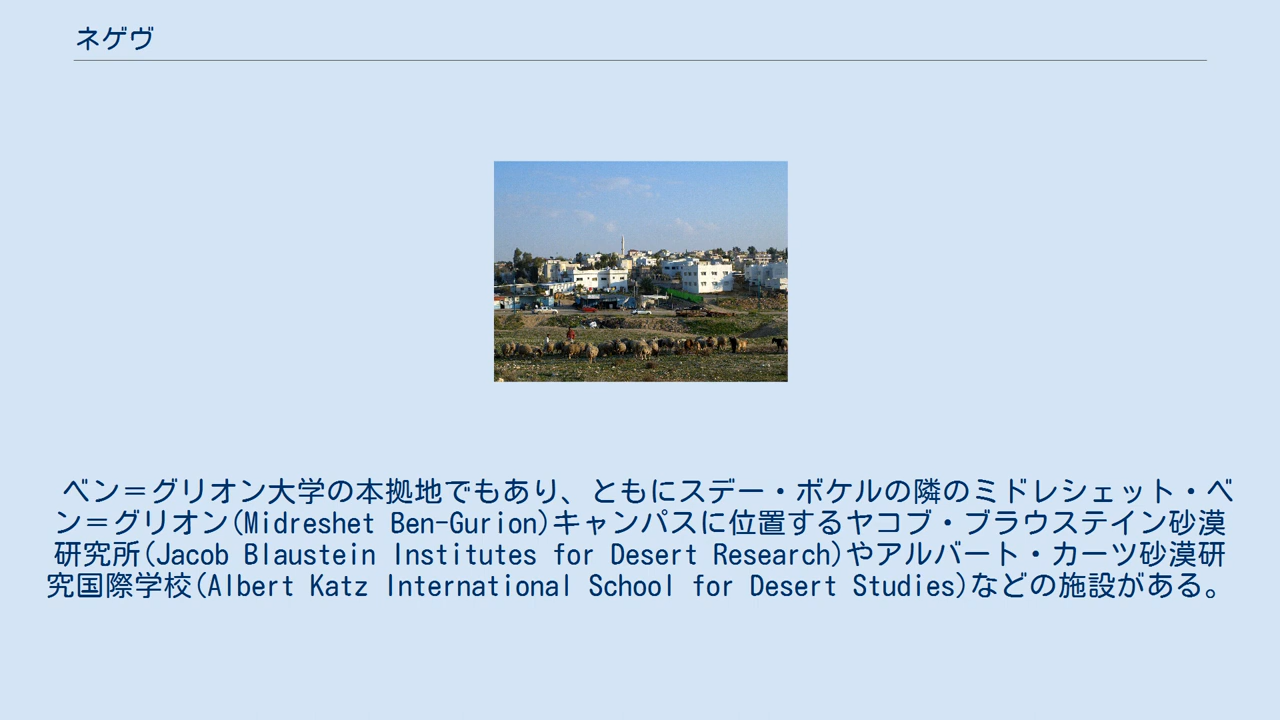 ネゲヴ
ベン＝グリオン大学の本拠地でもあり、ともにスデー・ボケルの隣のミドレシェット・ベ
ン＝グリオン(Midreshet Ben-Gurion)キャンパスに位置するヤコブ・ブラウステイン砂漠
研究所(Jacob Blaustein Institutes for Desert Research)やアルバート・カーツ砂漠研
究国際学校(Albert Katz International School for Desert Studies)などの施設がある。